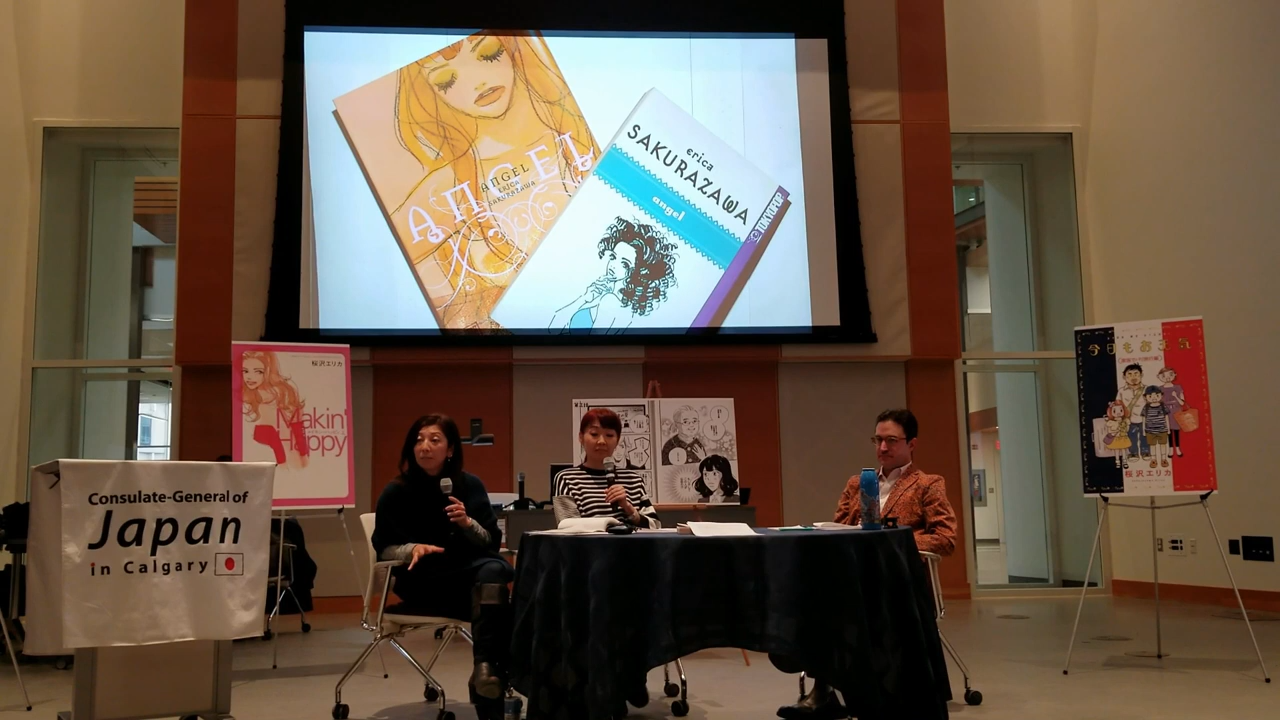 ANGEL
ANGEL
ERICA
SAKURAZAWA
erica
SAKURAZAWA
angel
TOKYOPOP
桜沢エリカ
Makin'
Happy
今日もお天気
桜沢エリカ
Consulate-General of
Japan
in Calgary